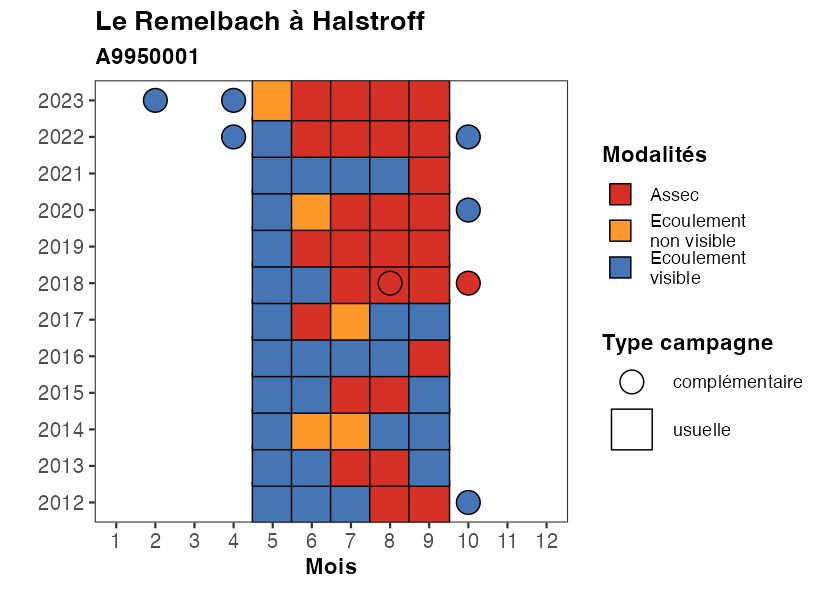 Le Remelbach à Halstroff
A9950001
2023
2022
2021
2020
2019
2018
2017
2016
2015
2014
2013
2012
1 2 3 4 5 6 7 8 9 10 11 12
Mois
Modalités
Assec
Ecoulement
non visible
Ecoulement
visible
Type campagne
complémentaire
usuelle